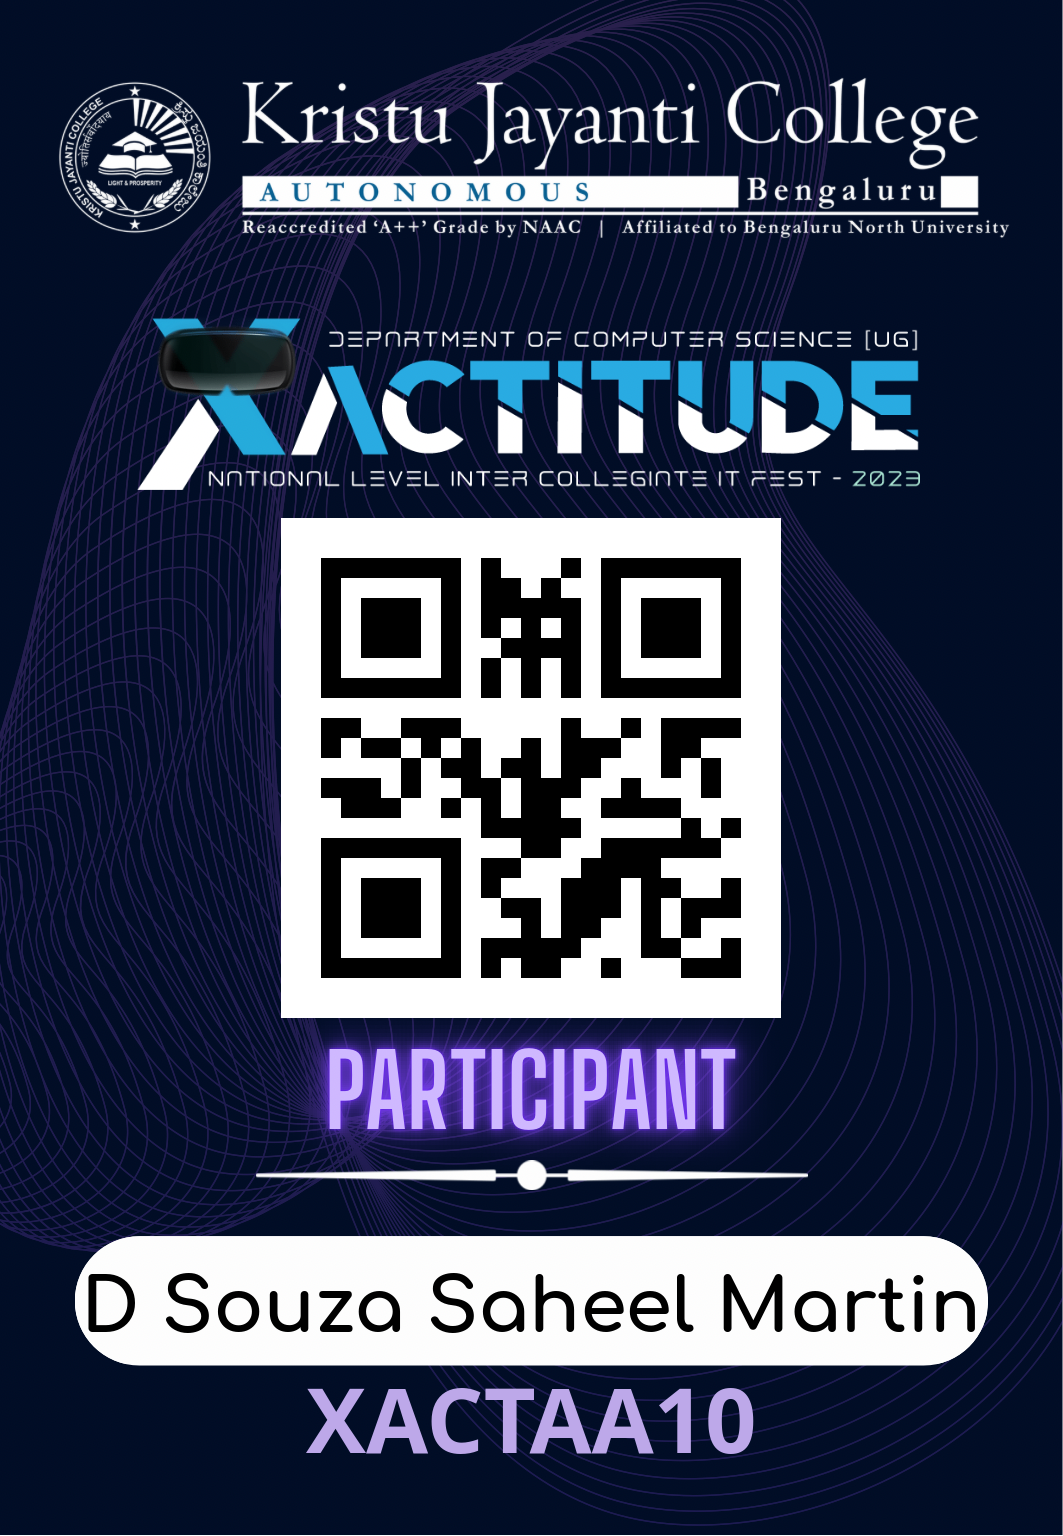 KRISTU JAYANTI COLLEGE
ज्योतिसंवादाय
LIGHT & PROSPERITY
Kristu Jayanti College
AUTONOMOUS Bengaluru
Reaccredited ‘A++’ Grade by NAAC | Affiliated to Bengaluru North University
DEPARTMENT OF COMPUTER SCIENCE [UG]
XACTITUDE
NATIONAL LEVEL INTER COLLEGIATE IT FEST - 2023
PARTICIPANT
D Souza Saheel Martin
XACTAA10